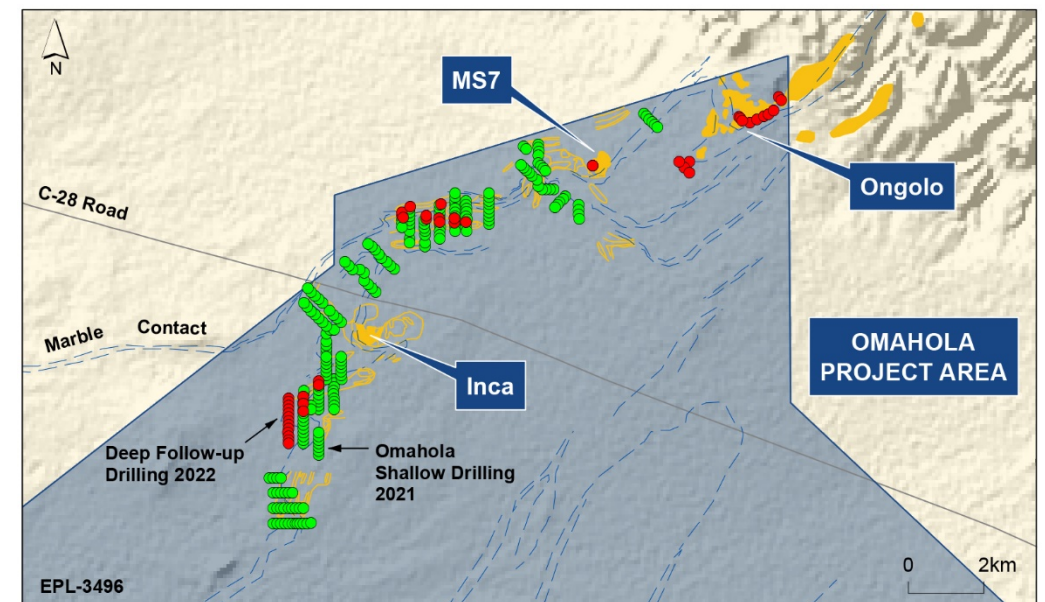 N
MS7
Ongolo
C-28 Road
Marble Contact
Inca
OMAHOLA
PROJECT AREA
Deep Follow-up
Drilling 2022
Omahola
Shallow Drilling
2021
0 2km
EPL-3496